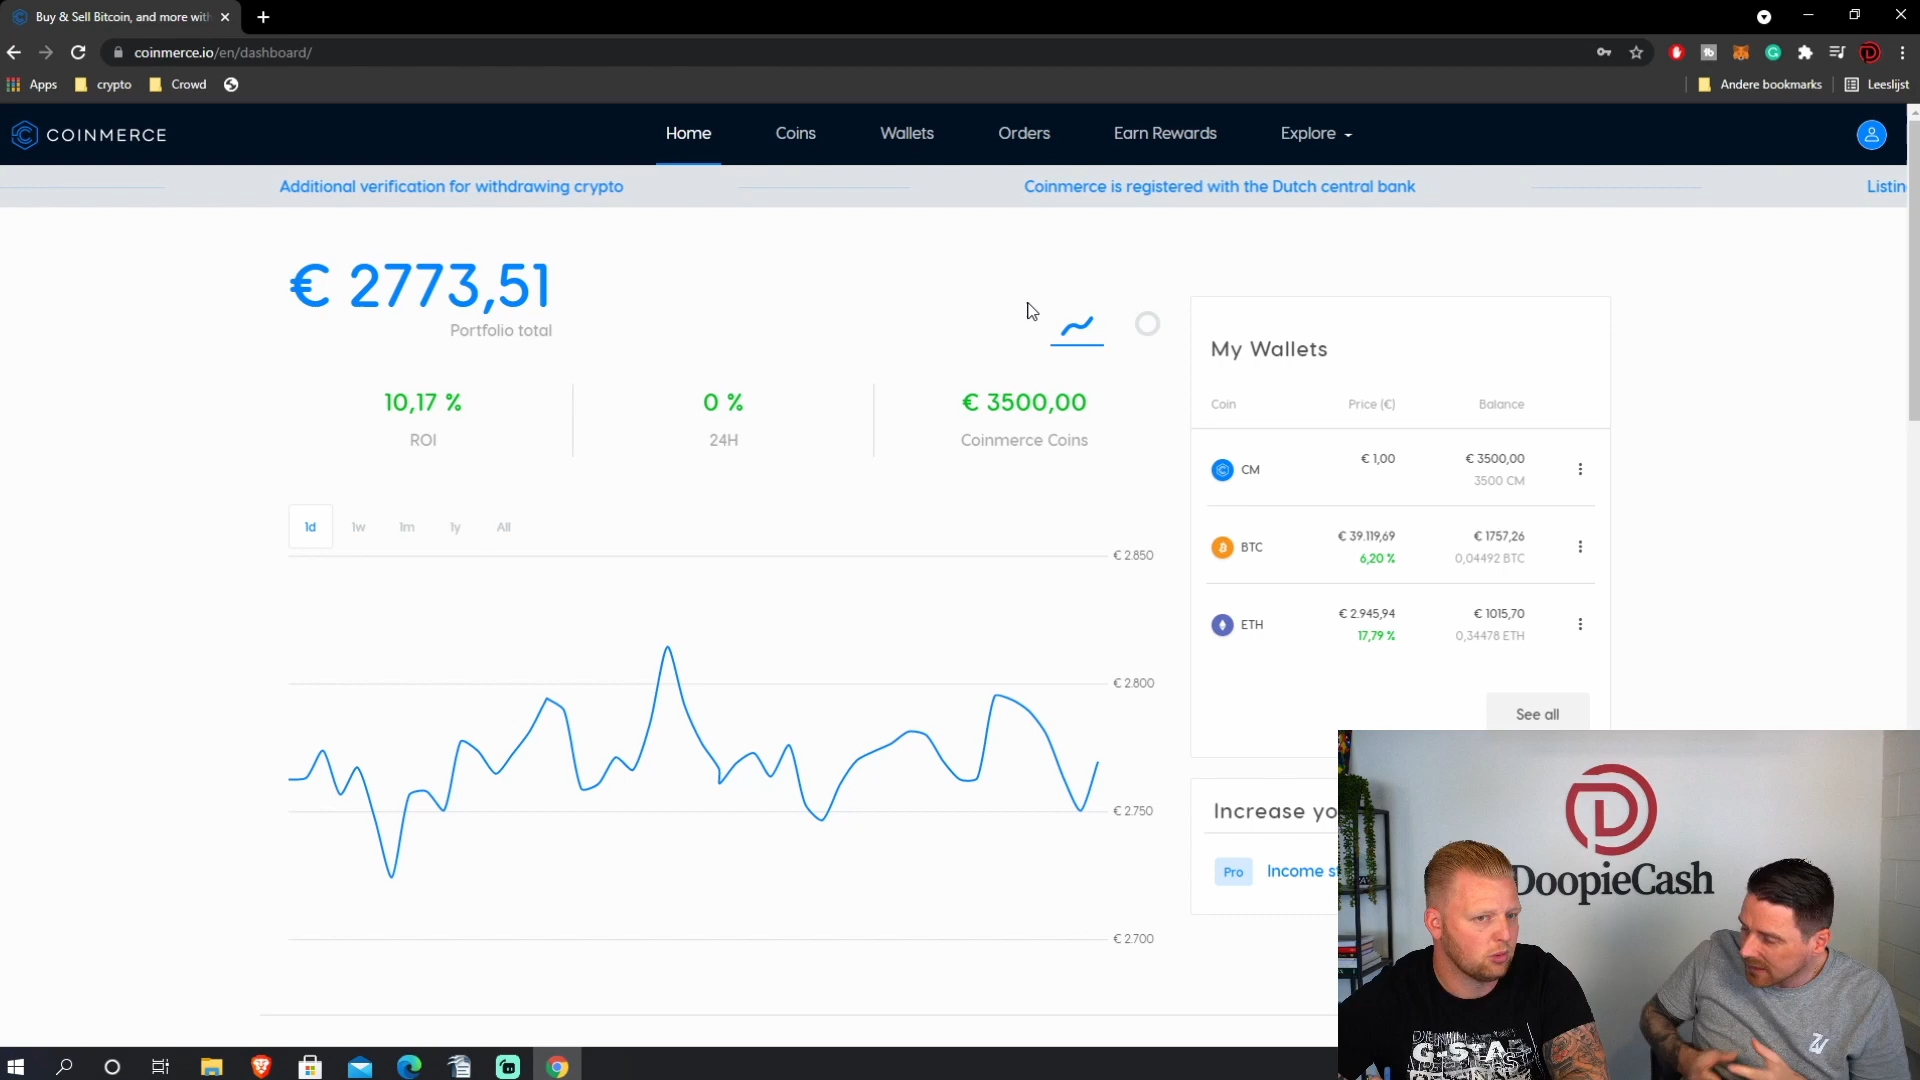 Buy & Sell Bitcoin, and more with
coinmerce.io/en/dashboard/
Apps
crypto
Crowd
Andere bookmarks
Leeslijst
COINMERCE
Home
Coins
Wallets
Orders
Earn Rewards
Explore
Additional verification for withdrawing crypto
Coinmerce is registered with the Dutch central bank
Listin
€ 2773,51
Portfolio total
10,17 %
ROI
0 %
24H
€ 3500,00
Coinmerce Coins
1d
1w
1m
1y
All
€ 2.850
€ 2.800
€ 2.750
€ 2.700
My Wallets
Coin
Price (€)
Balance
CM
€ 1,00
€ 3500,00
3500 CM
BTC
€ 39.119,69
6,20 %
€ 1757,26
0,04492 BTC
ETH
€ 2.945,94
17,79 %
€ 1015,70
0,34478 ETH
See all
Increase yo
Pro
Income st
DoopieCash
G-STA